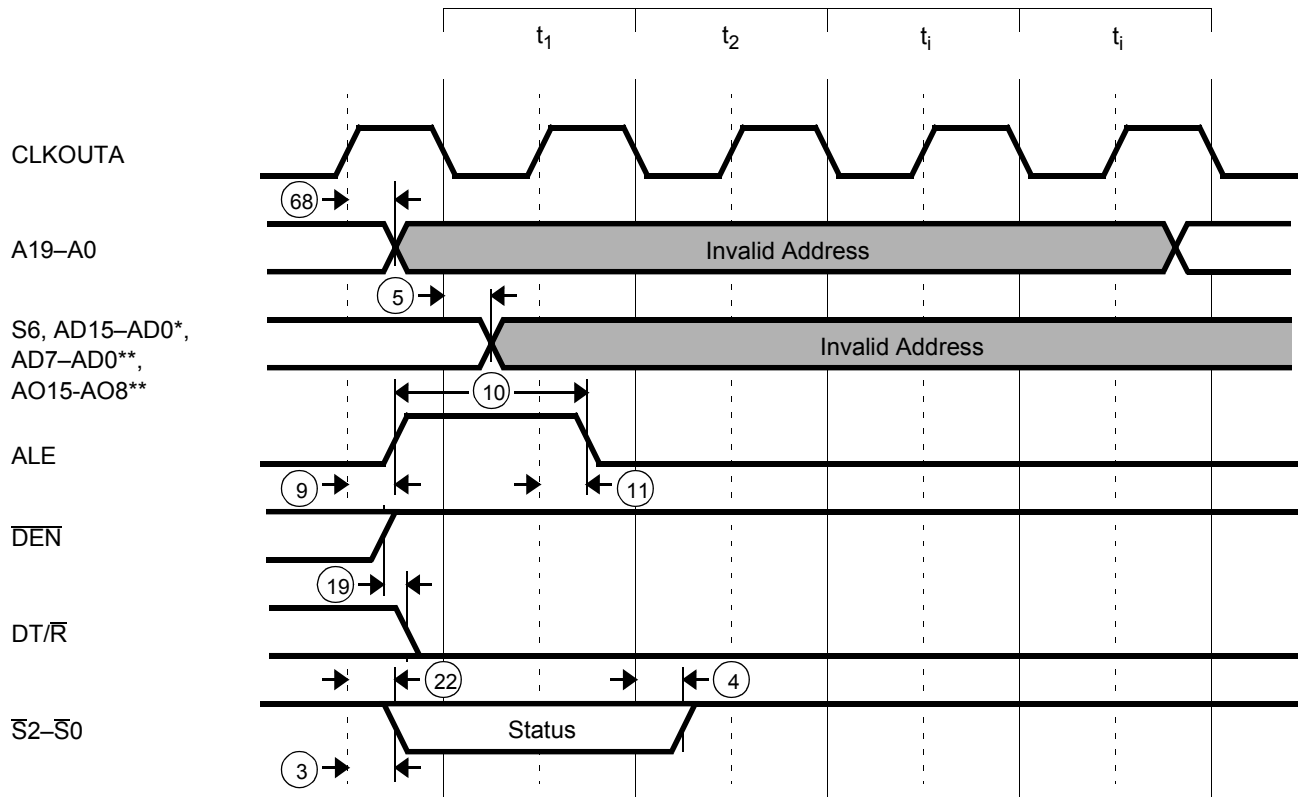 t1 t2 ti ti
CLKOUTA
68
A19–A0 Invalid Address
5
S6, AD15–AD0*,
AD7–AD0**, Invalid Address
AO15-AO8**
10
ALE
9 11
DEN
19
DT/R
22 4
S2–S0 Status
3